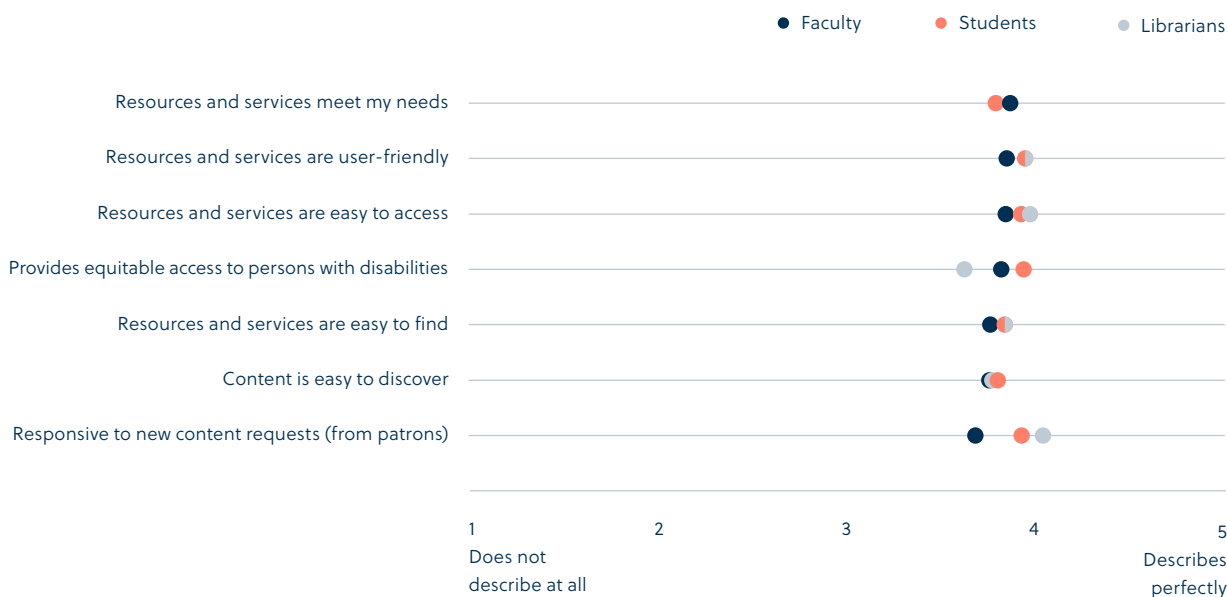 Faculty Students Librarians
Resources and services meet my needs
Resources and services are user-friendly
Resources and services are easy to access
Provides equitable access to persons with disabilities
Resources and services are easy to find
Content is easy to discover
Responsive to new content requests (from patrons)
1 2 3 4 5
Does not
describe at all
Describes
perfectly